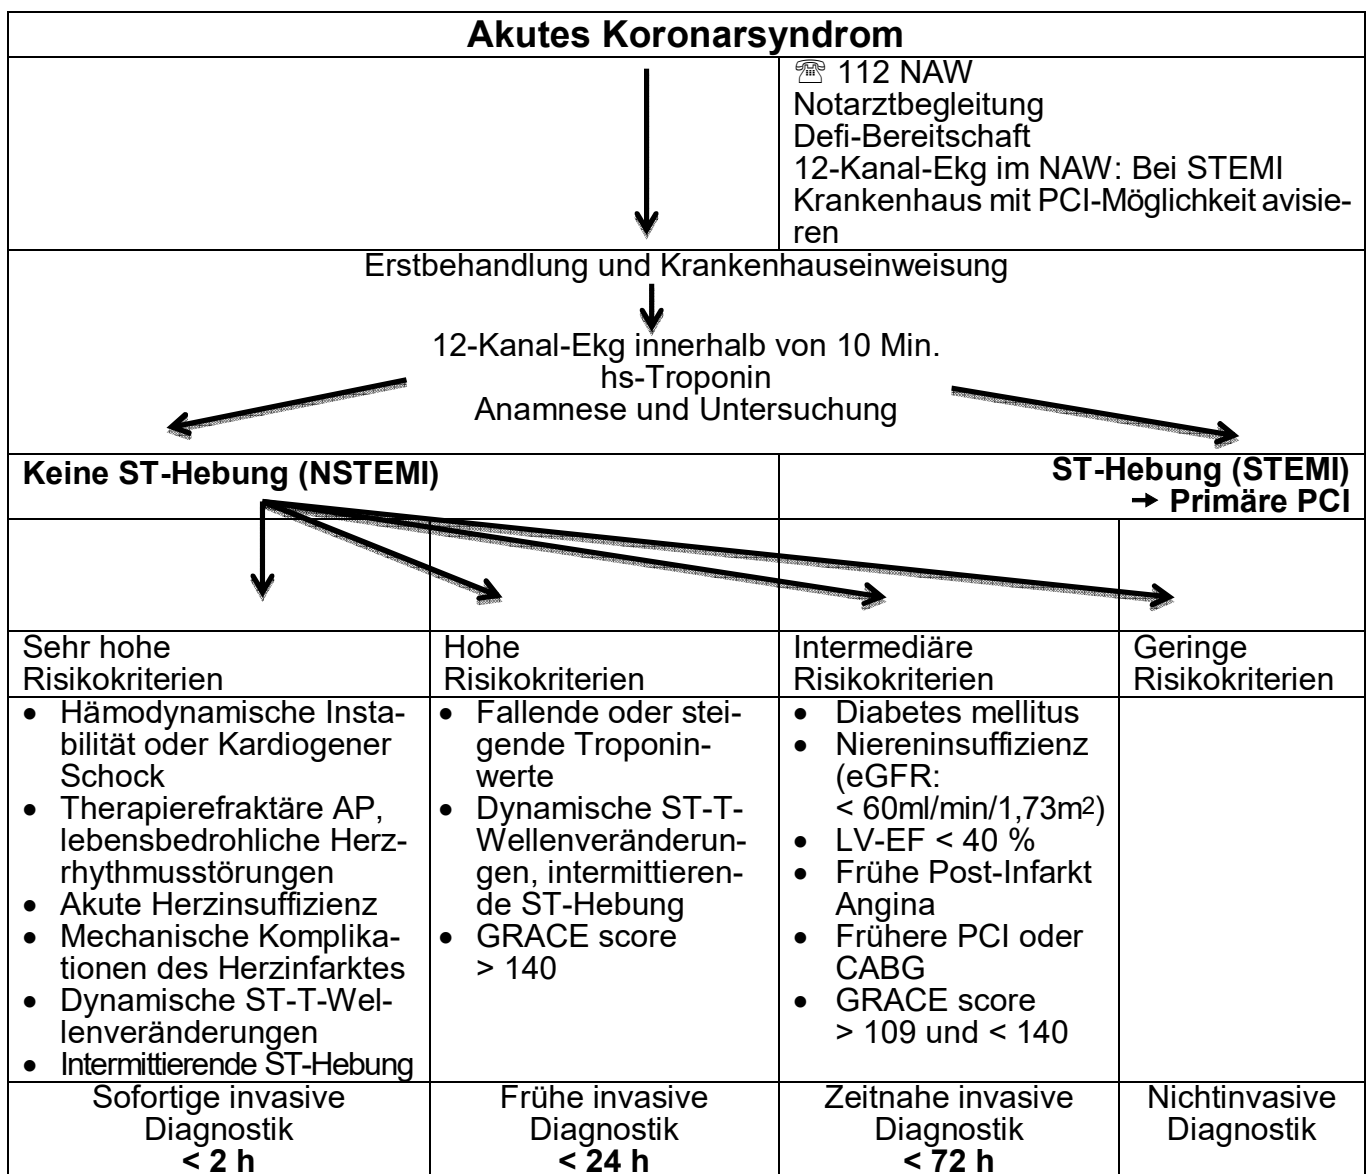 Akutes Koronarsyndrom
☏ 112 NAW
Notarztbegleitung
Defi-Bereitschaft
12-Kanal-Ekg im NAW: Bei STEMI
Krankenhaus mit PCI-Möglichkeit avisie-
ren
Erstbehandlung und Krankenhauseinweisung
12-Kanal-Ekg innerhalb von 10 Min.
hs-Troponin
Anamnese und Untersuchung
Keine ST-Hebung (NSTEMI)
ST-Hebung (STEMI)
→ Primäre PCI
Sehr hohe
Risikokriterien
Hohe
Risikokriterien
Intermediäre
Risikokriterien
Geringe
Risikokriterien
• Hämodynamische Insta-
bilität oder Kardiogener
Schock
• Therapierefraktäre AP,
lebensbedrohliche Herz-
rhythmusstörungen
• Akute Herzinsuffizienz
• Mechanische Komplika-
tionen des Herzinfarktes
• Dynamische ST-T-Wel-
lenveränderungen
• Intermittierende ST-Hebung
• Fallende oder stei-
gende Troponin-
werte
• Dynamische ST-T-
Wellenveränderun-
gen, intermittieren-
de ST-Hebung
• GRACE score
> 140
• Diabetes mellitus
• Niereninsuffizienz
(eGFR:
< 60ml/min/1,73m²)
• LV-EF < 40 %
• Frühe Post-Infarkt
Angina
• Frühere PCI oder
CABG
• GRACE score
> 109 und < 140
Sofortige invasive
Diagnostik
< 2 h
Frühe invasive
Diagnostik
< 24 h
Zeitnahe invasive
Diagnostik
< 72 h
Nichtinvasive
Diagnostik